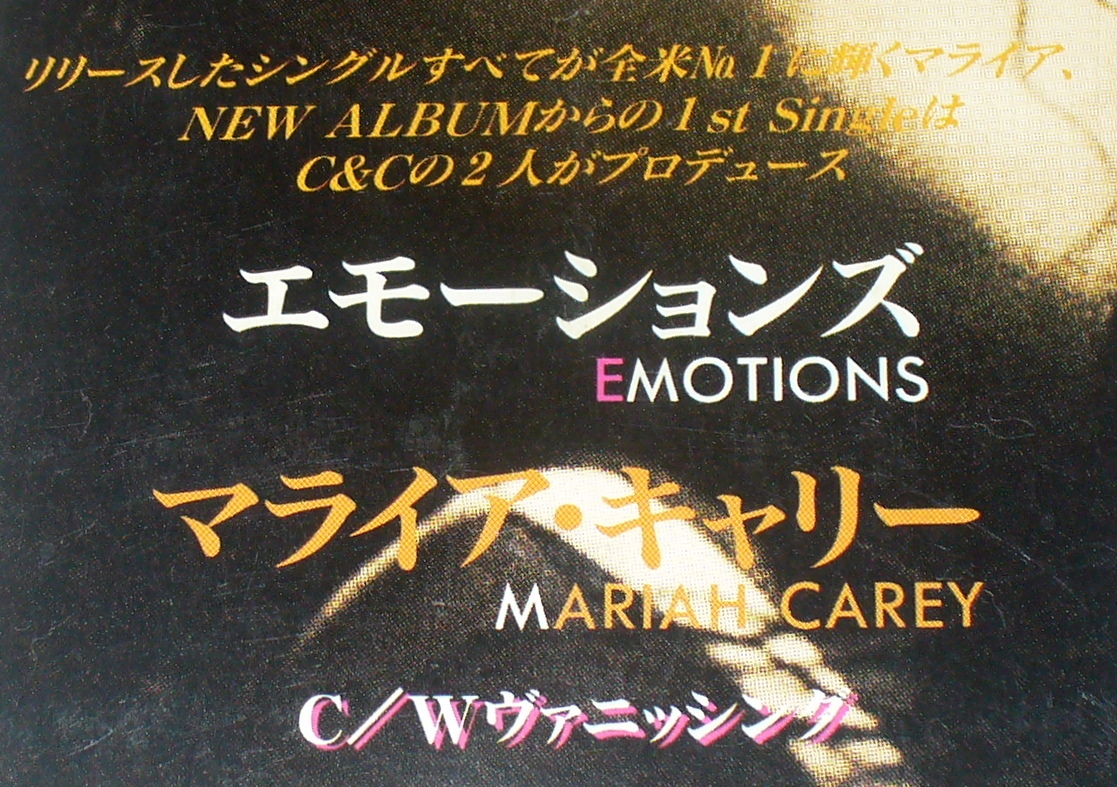 リリースしたシングルすべてが全米№1に輝くマライア、
NEW ALBUMからの1st Singleは
C&Cの2人がプロデュース
エモーションズ
EMOTIONS
マライア・キャリー
MARIAH CAREY
C/Wヴァニッシング